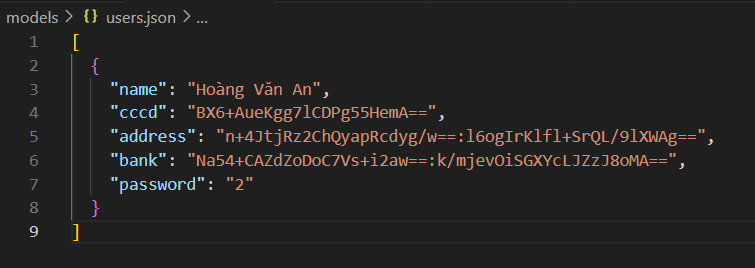 models > {} users.json > ...
1 [
2 {
3 "name": "Hoàng Văn An",
4 "cccd": "BX6+AueKgg7lCDPg55HemA==",
5 "address": "n+4JtjRz2ChQyapRcdyg/w==:l6ogIrKlfl+SrQL/9lXWAg==",
6 "bank": "Na54+CAZdZoDoC7Vs+i2aw==:k/mjevOiSGXYcLJZzJ8oMA==",
7 "password": "2"
8 }
9 ]